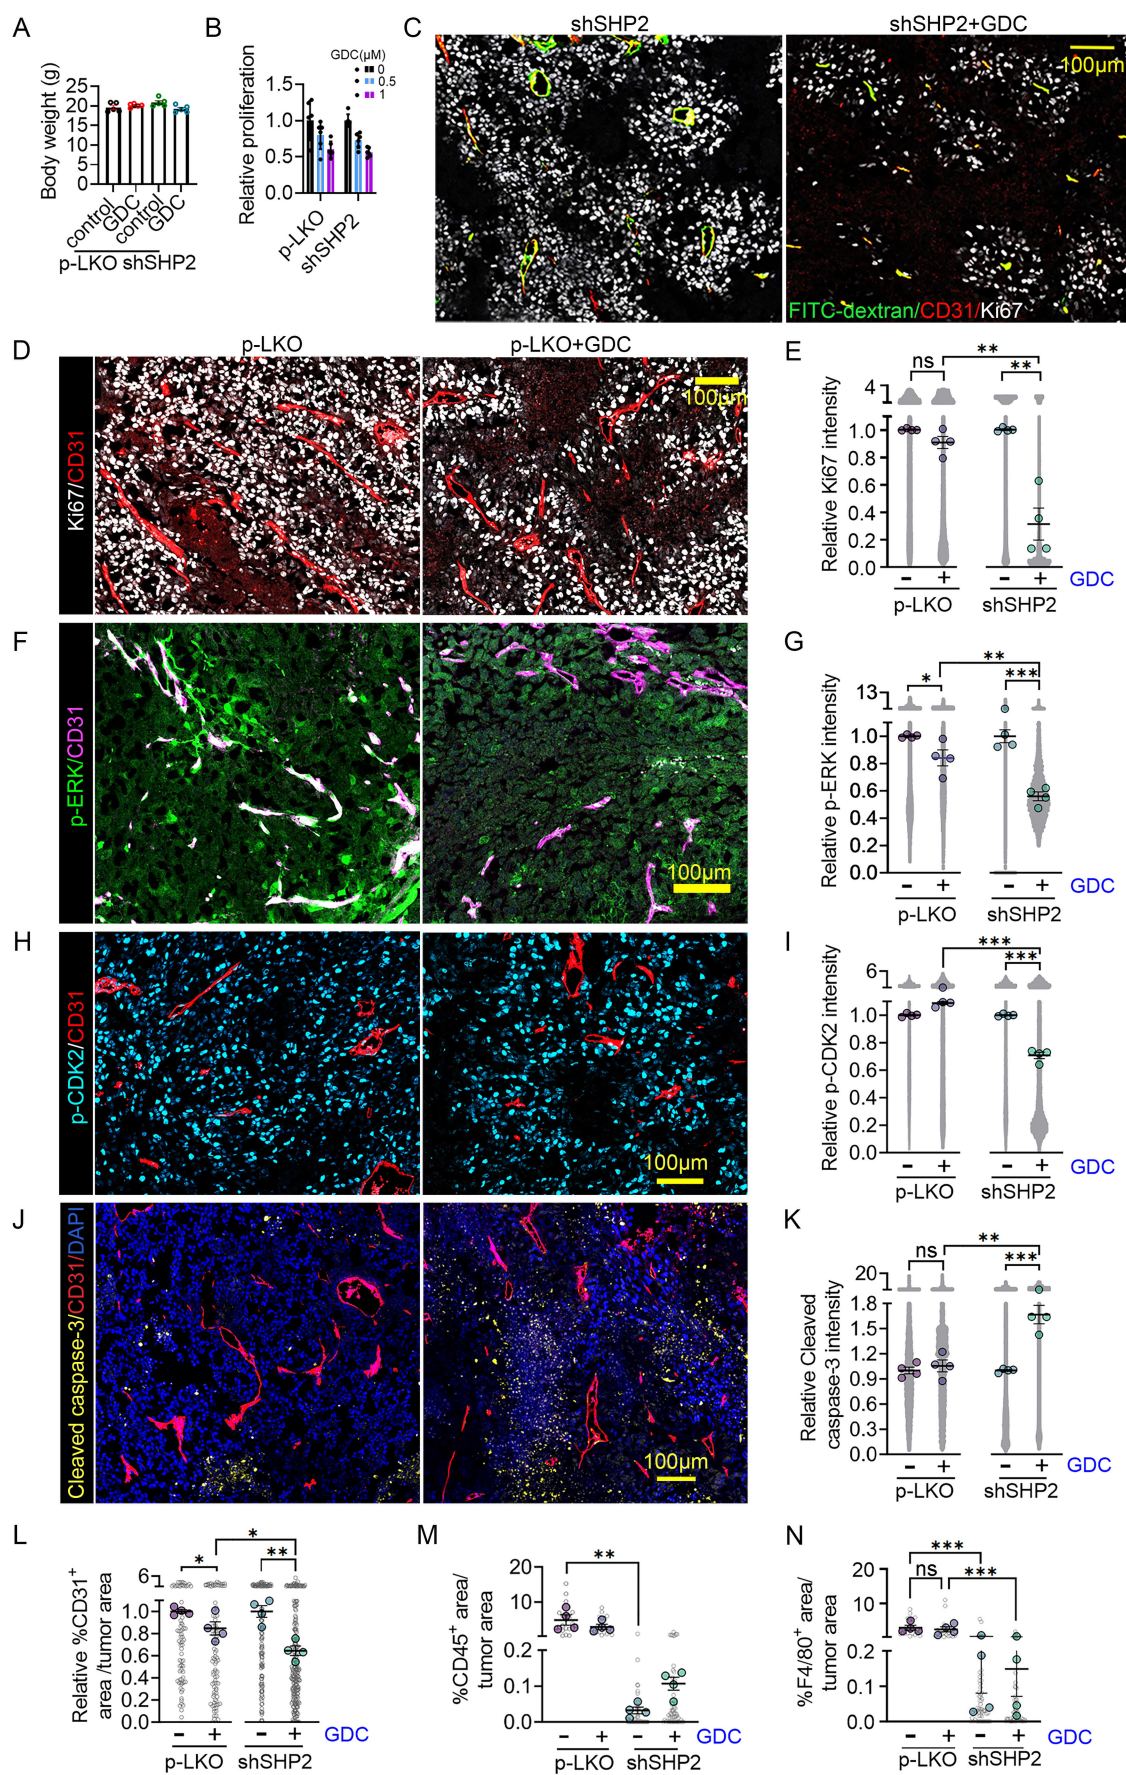 A
Body weight (g)
25
20
15
10
5
0
control
GDC
control
GDC
p-LKO shSHP2
B
GDC(μM)
0
0.5
1
Relative proliferation
1.5
1.0
0.5
0.0
p-LKO
shSHP2
C
shSHP2
shSHP2+GDC
100μm
FITC-dextran/CD31/Ki67
D
p-LKO
p-LKO+GDC
Ki67/CD31
100μm
E
Relative Ki67 intensity
4
1.0
0.8
0.6
0.4
0.2
0.0
ns
**
**
- + - +
GDC
p-LKO shSHP2
F
p-ERK/CD31
100μm
G
Relative p-ERK intensity
13
1.0
0.8
0.6
0.4
0.2
0.0
*
**
***
- + - +
GDC
p-LKO shSHP2
H
p-CDK2/CD31
100μm
I
Relative p-CDK2 intensity
6
1.0
0.8
0.6
0.4
0.2
0.0
***
***
- + - +
GDC
p-LKO shSHP2
J
Cleaved caspase-3/CD31/DAPI
100μm
K
Relative Cleaved
caspase-3 intensity
20
1.8
1.5
1.2
0.9
0.6
0.3
0.0
ns
**
***
- + - +
GDC
p-LKO shSHP2
L
Relative %CD31+
area /tumor area
6
1.0
0.8
0.6
0.4
0.2
0.0
*
*
**
- + - +
GDC
p-LKO shSHP2
M
%CD45+ area/
tumor area
20
10
0.2
0.1
0.0
**
- + - +
GDC
p-LKO shSHP2
N
%F4/80+ area/
tumor area
20
10
0.2
0.1
0.0
***
ns
***
- + - +
GDC
p-LKO shSHP2